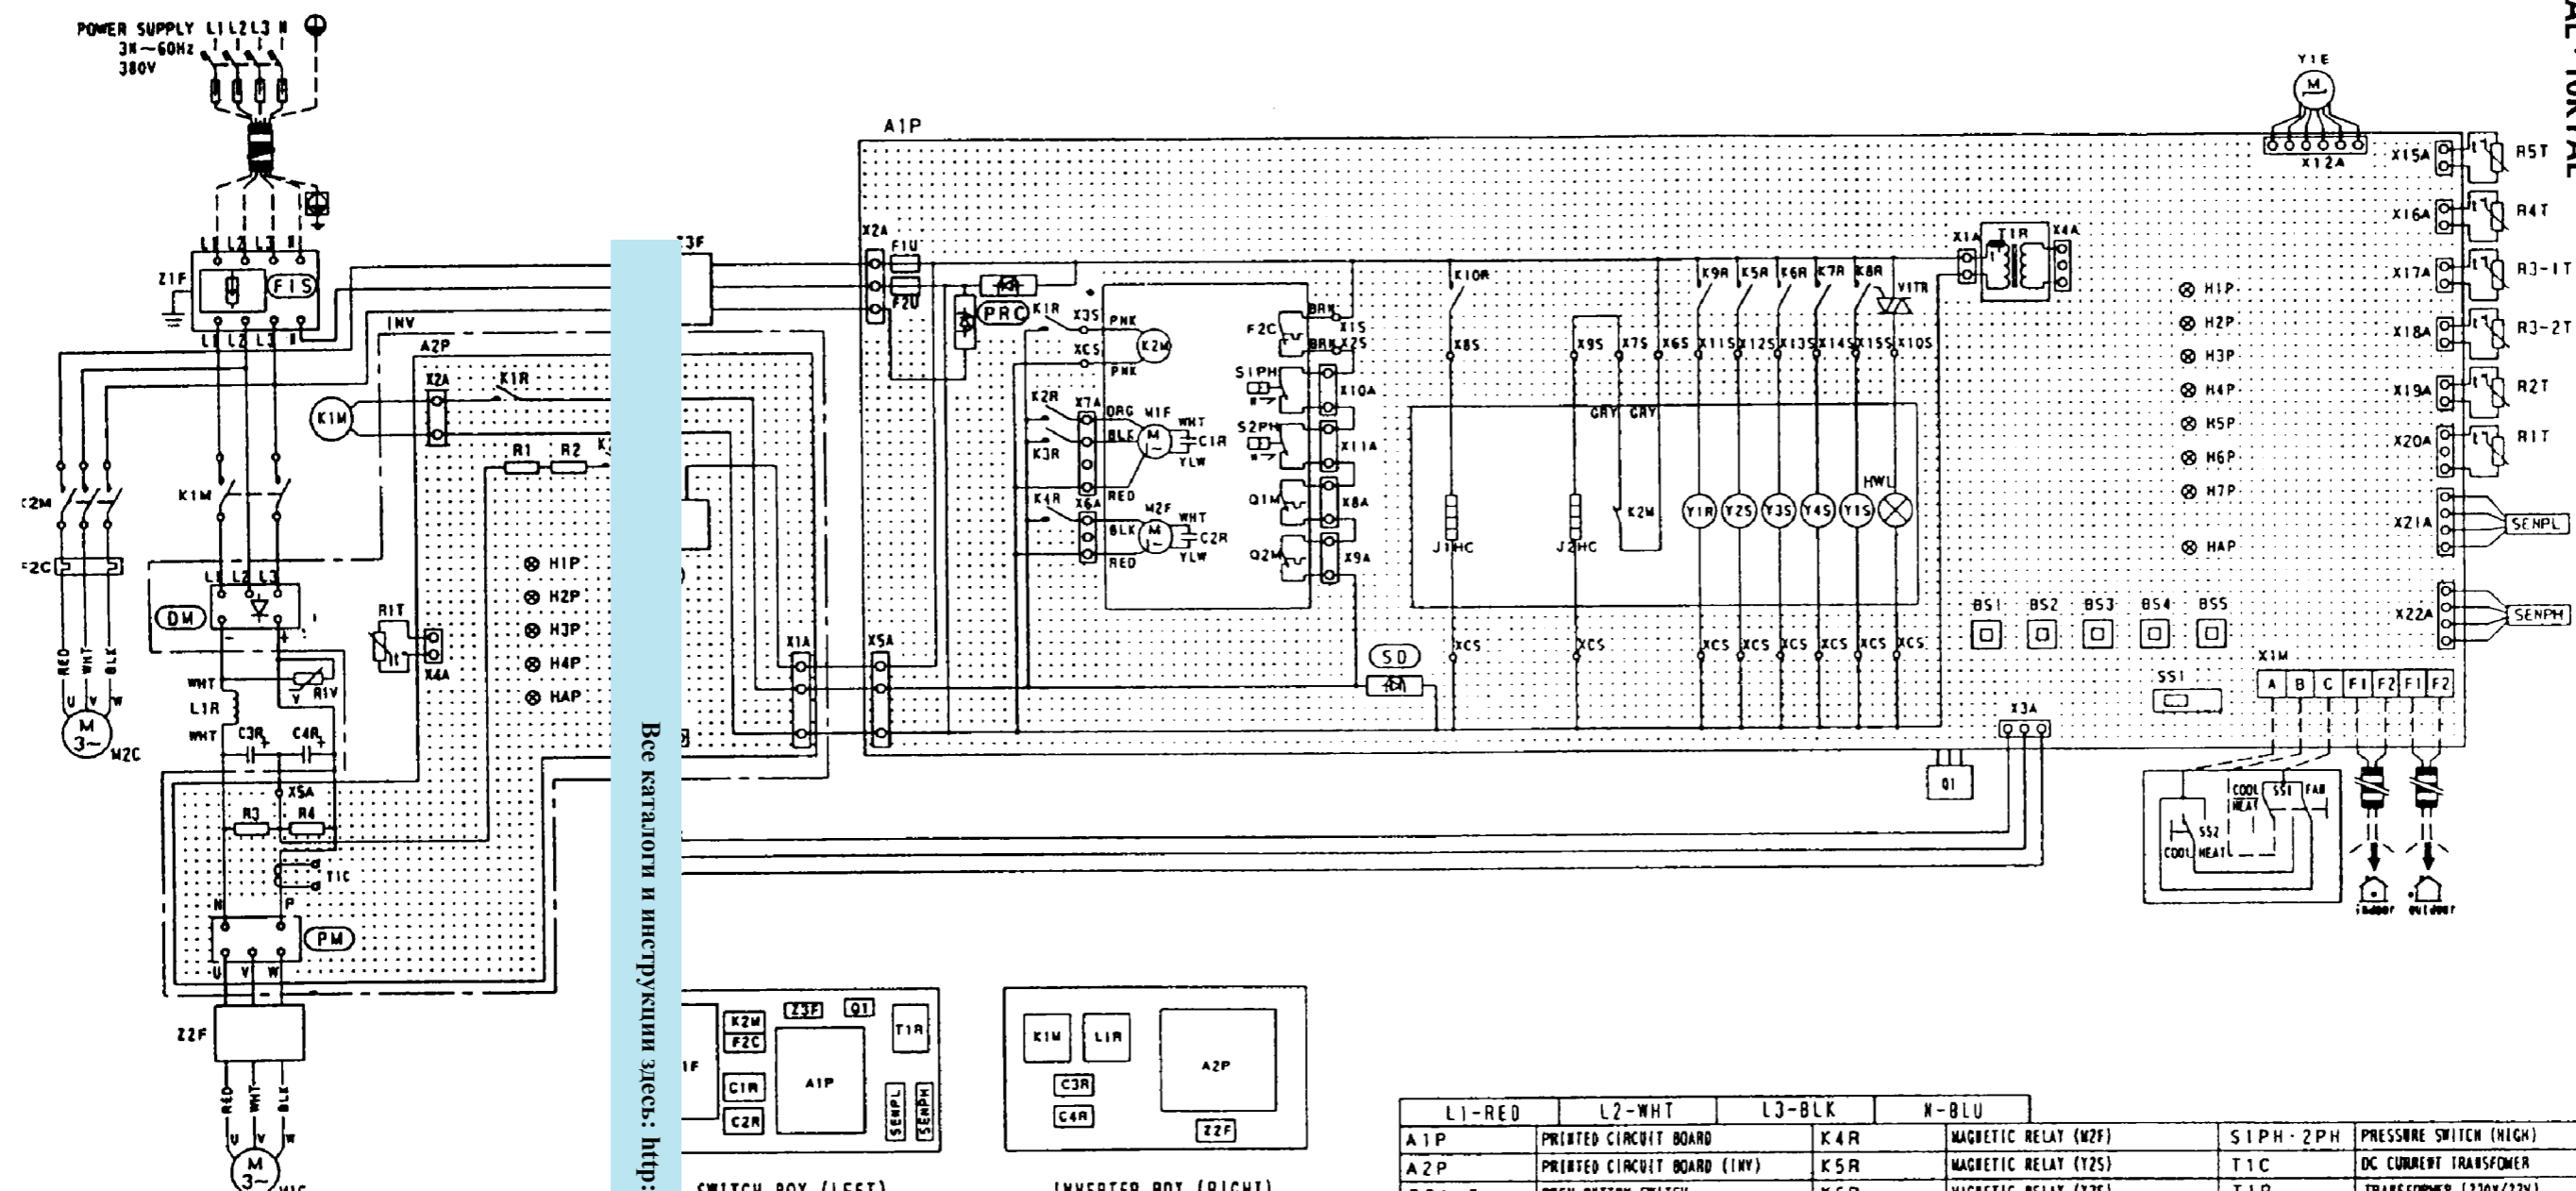 POWER SUPPLY L1 L2 L3 N
3N~60Hz
380V
L1 L2 L3 N
Z1F
F1S
L1 L2 L3 N
INV
A2P
X2A
K1R
K1M
R1 R2
K1M
K2M
F2C
L1 L2 L3
DM
- +
R1T
X4A
H1P
H2P
H3P
H4P
HAP
RED
WHT
BLK
U V W
M
3~
M2C
WHT
L1R
WHT
R1V
C3R
C4R
X5A
R3
R4
T1C
N
P
PM
U V W
Z2F
RED
WHT
BLK
U V W
M
3~
X1A
X5A
Все каталоги и инструкции здесь: http:
A1P
X2A
F1U
F2U
PRC
K1R
X3S
PNK
K2M
XCS
PNK
K2R
X7A
ORG
M1F
WHT
BLK
M
C1R
K3R
YLW
RED
K4R
X6A
M2F
WHT
BLK
M
C2R
YLW
RED
F2C
BRN
X1S
BRN
X2S
S1PH
X10A
S2PH
X11A
Q1M
X8A
Q2M
X9A
SD
K10R
X8S
J1HC
XCS
X9S
X7S
X6S
GRY GRY
J2HC
K2M
XCS
K9R K5R K6R K7R K8R
V1TR
X11S X12S X13S X14S X15S X10S
HWL
Y1R Y2S Y3S Y4S Y1S
XCS XCS XCS XCS XCS XCS
X1A
T1R
X4A
Y1E
M
X12A
X15A
R5T
X16A
R4T
X17A
R3-1T
X18A
R3-2T
X19A
R2T
X20A
R1T
X21A
SENPL
X22A
SENPH
H1P
H2P
H3P
H4P
H5P
H6P
H7P
HAP
BS1 BS2 BS3 BS4 BS5
SS1
X1M
A B C F1 F2 F1 F2
X3A
Q1
COOL
HEAT
SS1
FAN
SS2
COOL HEAT
indoor outdoor
K2M
F2C
Z3F
Q1
T1R
C1R
C2R
A1P
SENPL
SENPH
SWITCH BOX (LEFT)
K1M
L1R
C3R
C4R
A2P
Z2F
INVERTER BOX (RIGHT)
L1-RED L2-WHT L3-BLK N-BLU
A1P PRINTED CIRCUIT BOARD K4R MAGNETIC RELAY (M2F) S1PH·2PH PRESSURE SWITCH (HIGH)
A2P PRINTED CIRCUIT BOARD (INV) K5R MAGNETIC RELAY (Y2S) T1C DC CURRENT TRANSFOMER